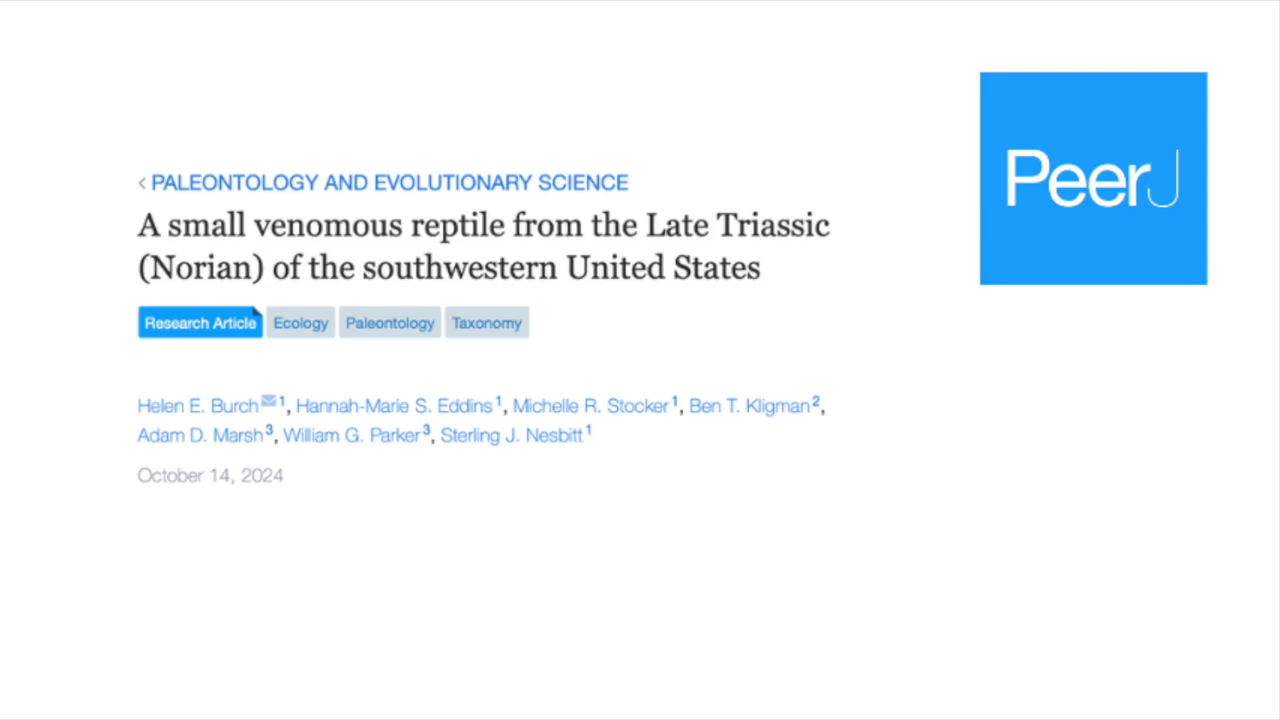 PeerJ
< PALEONTOLOGY AND EVOLUTIONARY SCIENCE
A small venomous reptile from the Late Triassic
(Norian) of the southwestern United States
Research Article Ecology Paleontology Taxonomy
Helen E. Burch 1, Hannah-Marie S. Eddins 1, Michelle R. Stocker 1, Ben T. Kligman 2,
Adam D. Marsh 3, William G. Parker 3, Sterling J. Nesbitt 1
October 14, 2024